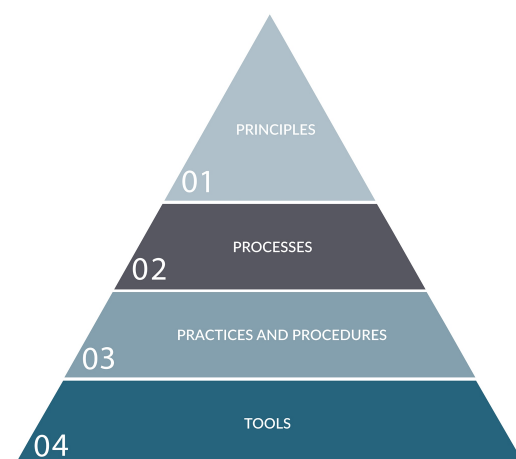 PRINCIPLES
01
PROCESSES
02
PRACTICES AND PROCEDURES
03
TOOLS
04